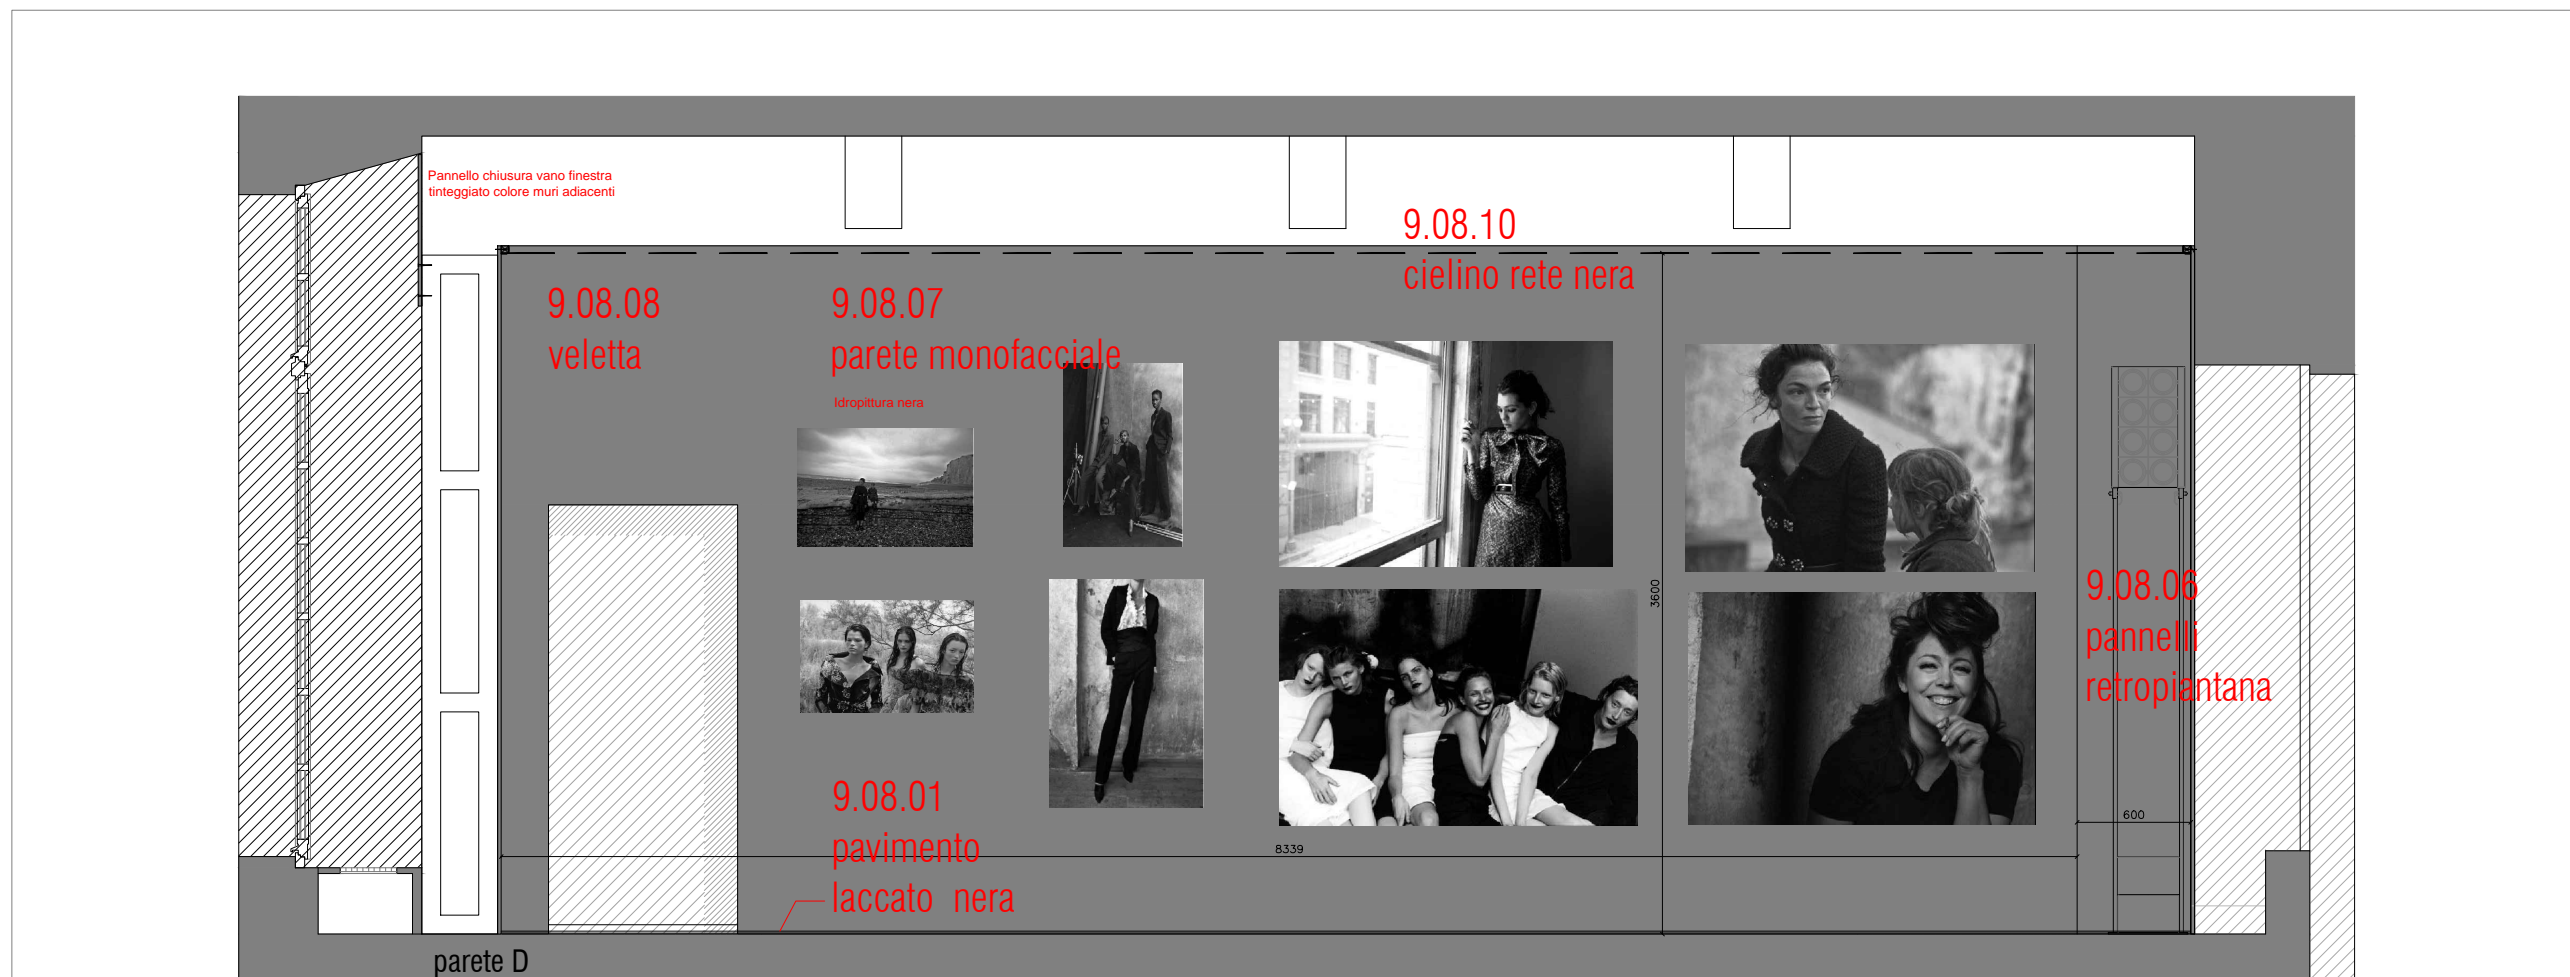 Pannello chiusura vano finestra
tinteggiato colore muri adiacenti
9.08.10
cielino rete nera
9.08.08
veletta
9.08.07
parete monofacciale
Idropittura nera
3600
9.08.06
pannelli
retropiantana
9.08.01
pavimento
laccato nera
600
8339
parete D